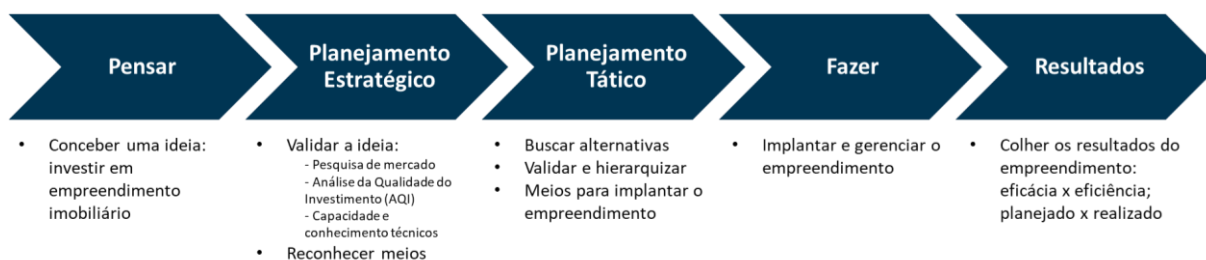 Pensar
Planejamento
Estratégico
Planejamento
Tático
Fazer
Resultados
• Conceber uma ideia:
investir em
empreendimento
imobiliário
• Validar a ideia:
- Pesquisa de mercado
- Análise da Qualidade do
Investimento (AQI)
- Capacidade e
conhecimento técnicos
• Reconhecer meios
• Buscar alternativas
• Validar e hierarquizar
• Meios para implantar o
empreendimento
• Implantar e gerenciar o
empreendimento
• Colher os resultados do
empreendimento:
eficácia x eficiência;
planejado x realizado